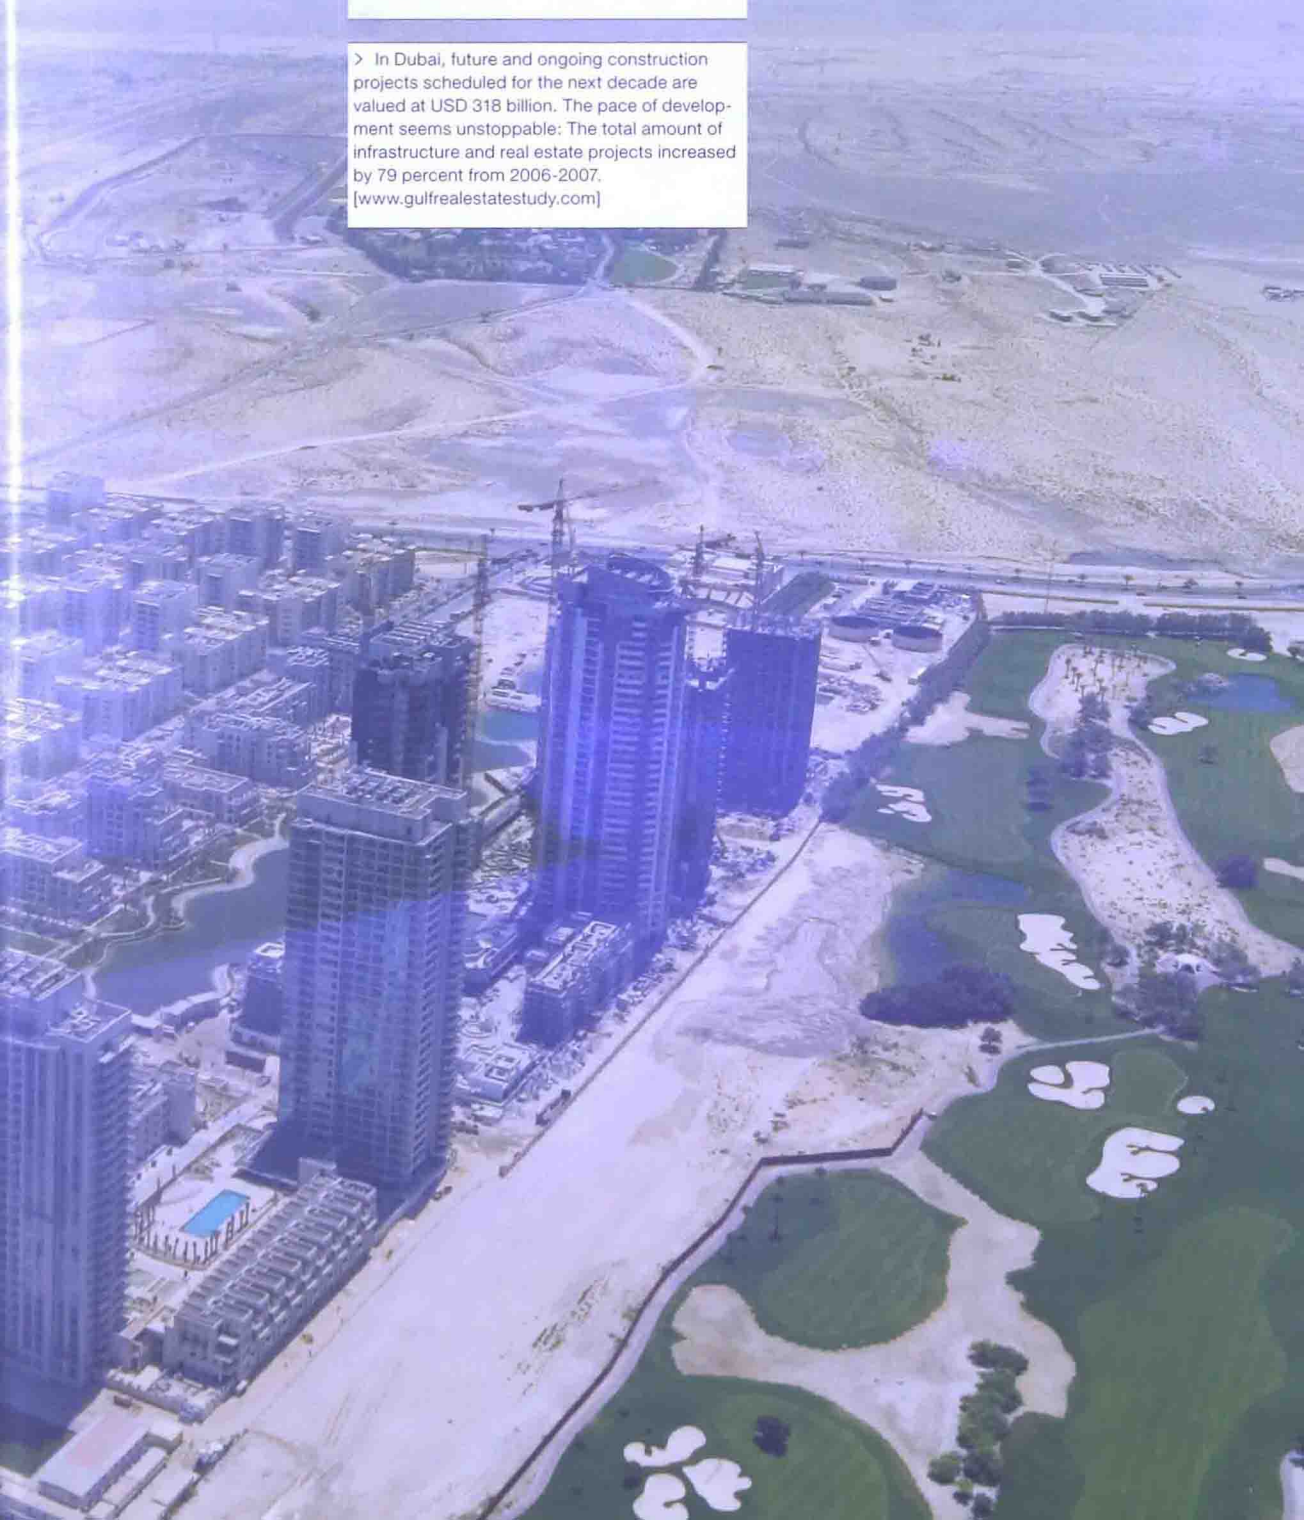 > In Dubai, future and ongoing construction
projects scheduled for the next decade are
valued at USD 318 billion. The pace of develop-
ment seems unstoppable: The total amount of
infrastructure and real estate projects increased
by 79 percent from 2006-2007.
[www.gulfrealestatestudy.com]